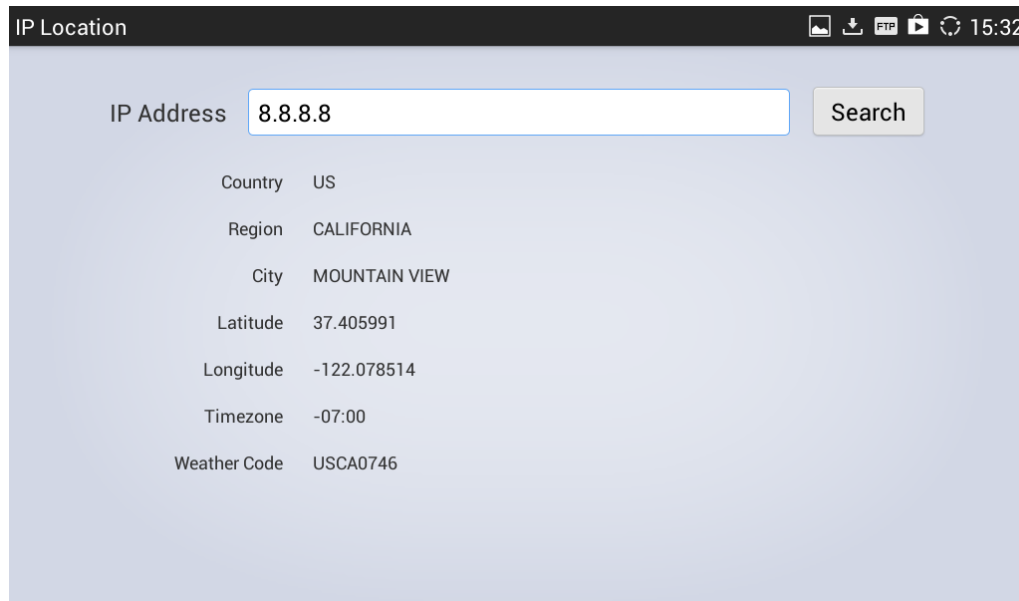 IP Location FTP 15:32
IP Address 8.8.8.8 Search
Country US
Region CALIFORNIA
City MOUNTAIN VIEW
Latitude 37.405991
Longitude -122.078514
Timezone -07:00
Weather Code USCA0746